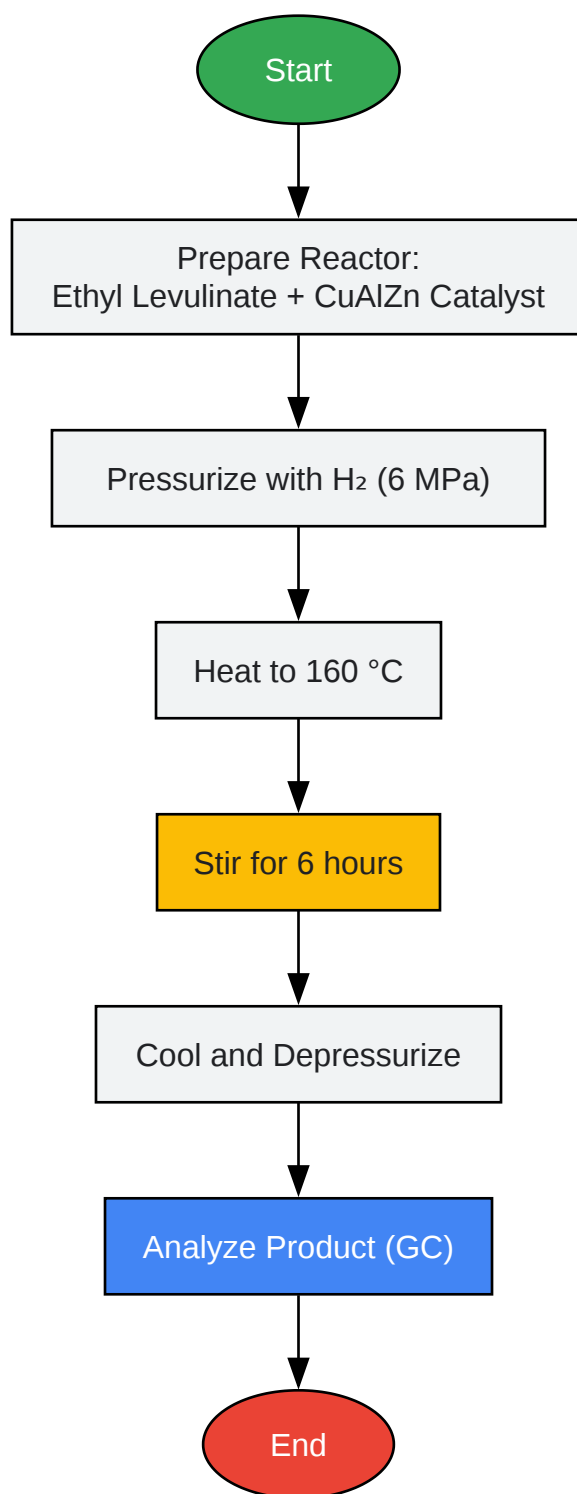 Start
Prepare Reactor:
Ethyl Levulinate + CuAlZn Catalyst
Pressurize with H₂ (6 MPa)
Heat to 160 °C
Stir for 6 hours
Cool and Depressurize
Analyze Product (GC)
End